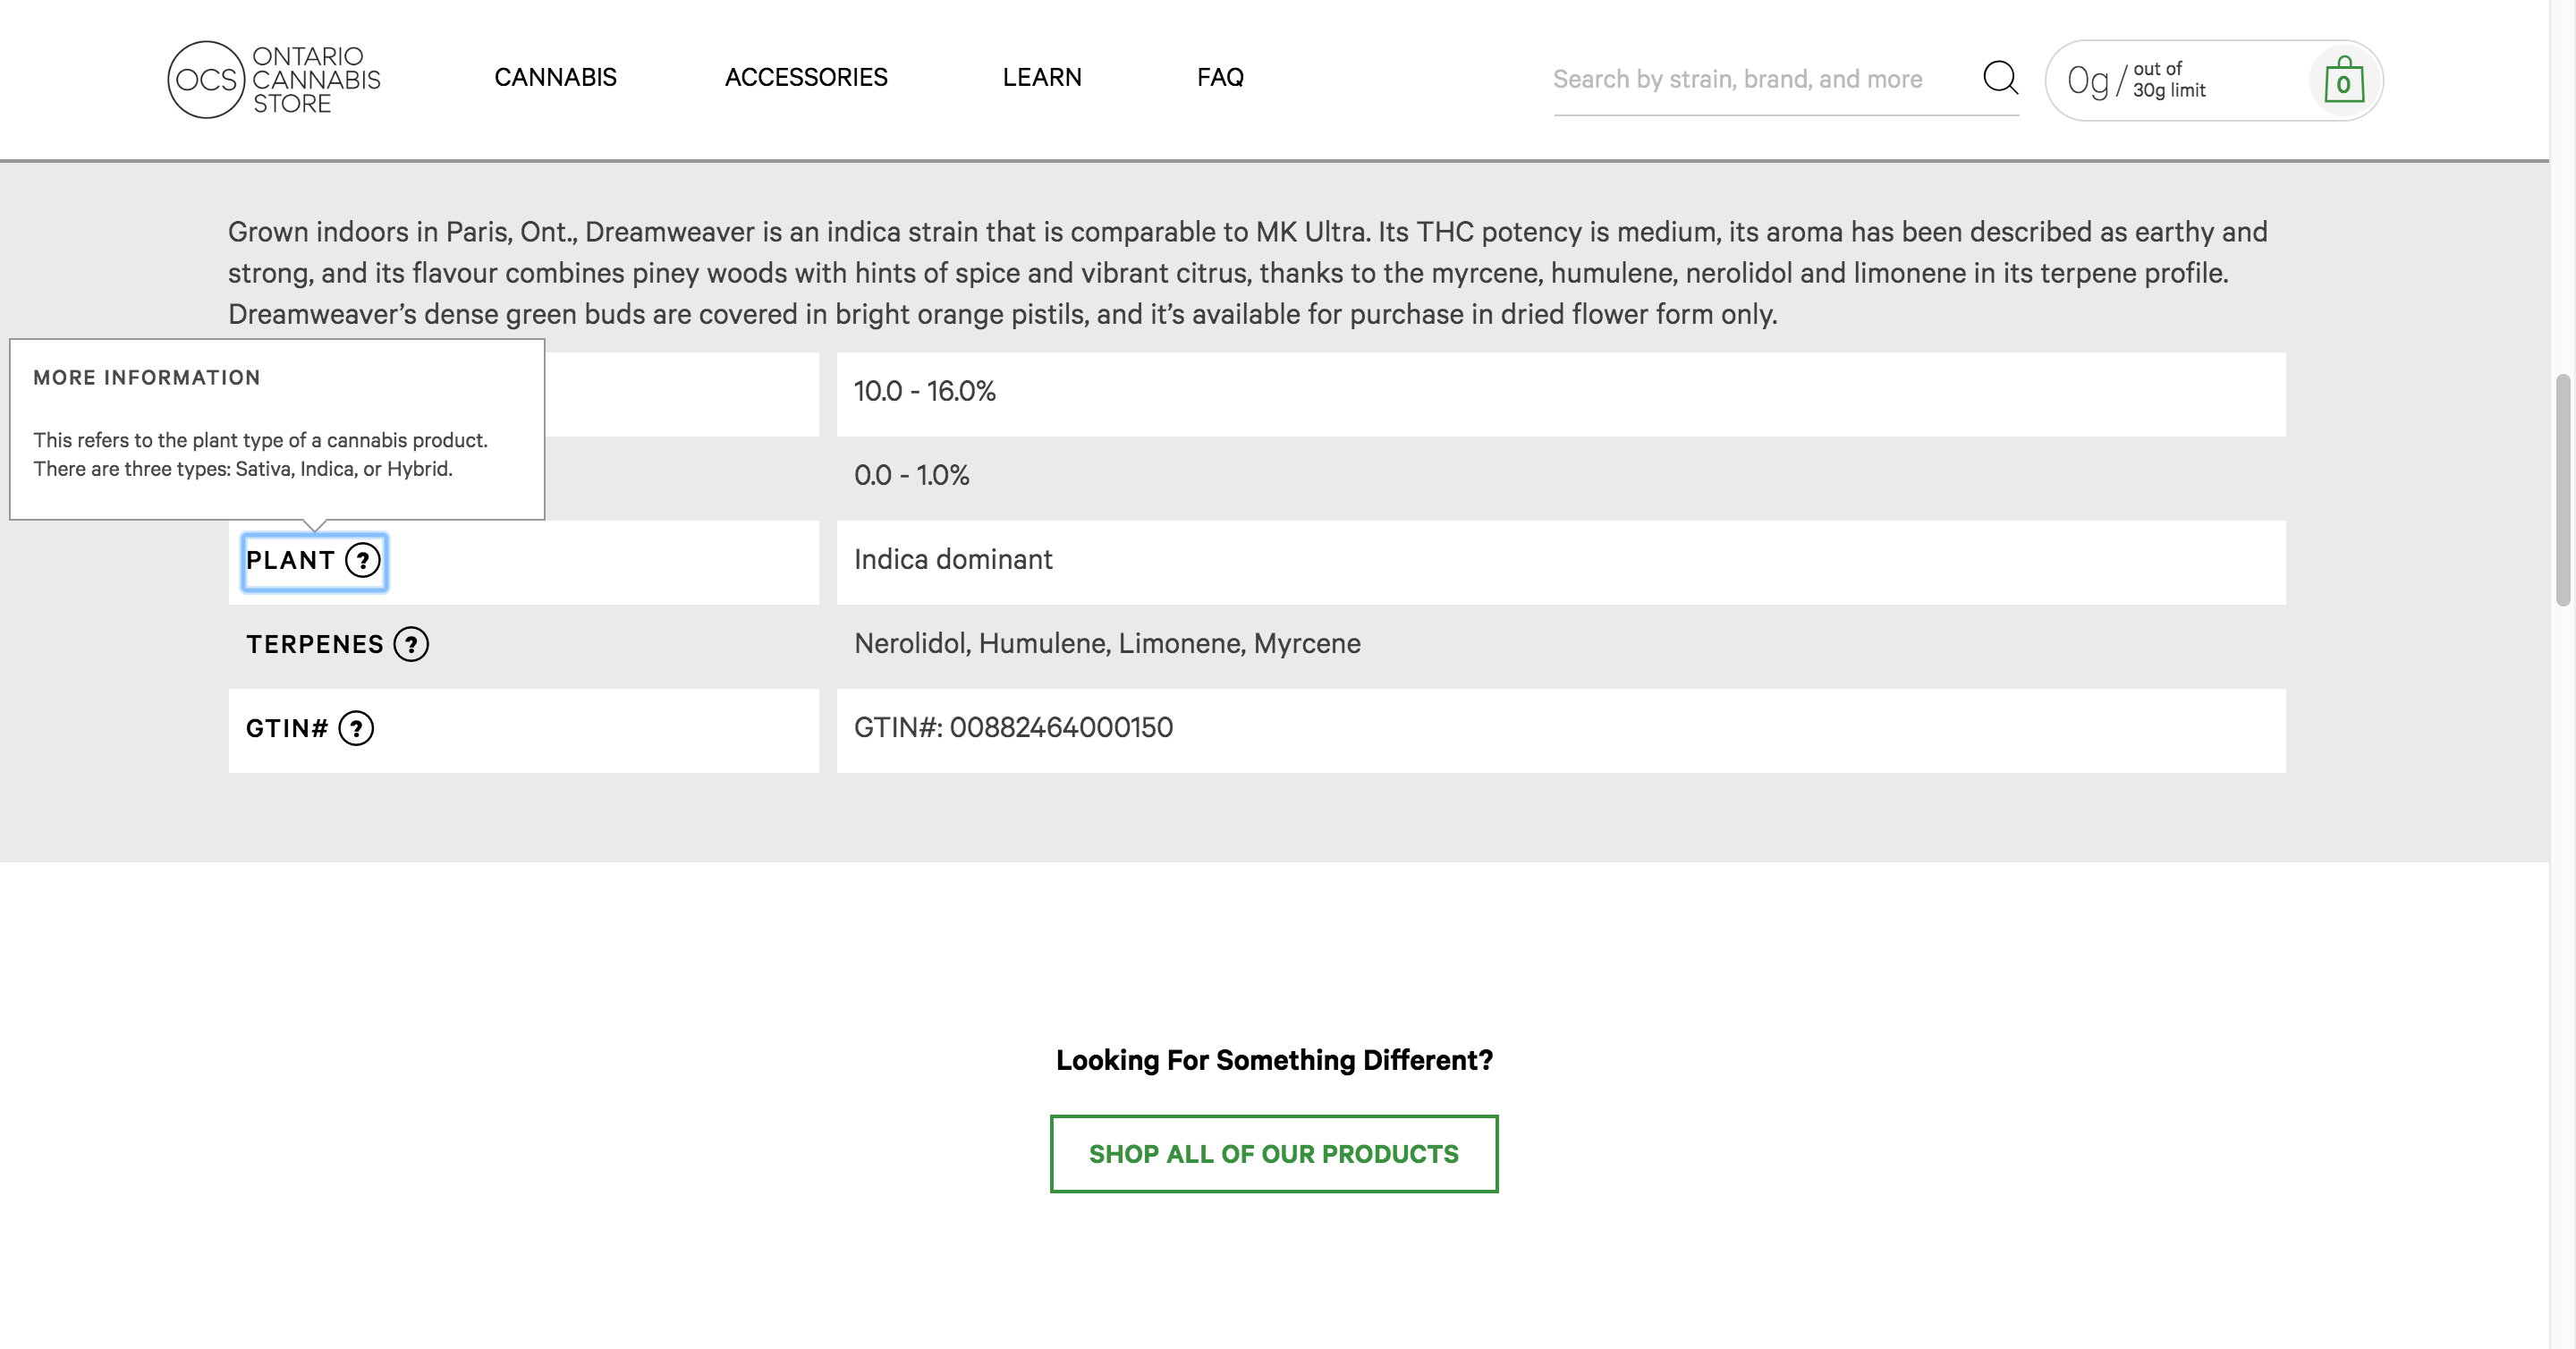 OCS
ONTARIO
CANNABIS
STORE
CANNABIS
ACCESSORIES
LEARN
FAQ
Search by strain, brand, and more
0g/ out of
30g limit
0
Grown indoors in Paris, Ont., Dreamweaver is an indica strain that is comparable to MK Ultra. Its THC potency is medium, its aroma has been described as earthy and
strong, and its flavour combines piney woods with hints of spice and vibrant citrus, thanks to the myrcene, humulene, nerolidol and limonene in its terpene profile.
Dreamweaver’s dense green buds are covered in bright orange pistils, and it’s available for purchase in dried flower form only.
MORE INFORMATION
This refers to the plant type of a cannabis product.
There are three types: Sativa, Indica, or Hybrid.
10.0 - 16.0%
0.0 - 1.0%
PLANT ?
Indica dominant
TERPENES ?
Nerolidol, Humulene, Limonene, Myrcene
GTIN# ?
GTIN#: 00882464000150
Looking For Something Different?
SHOP ALL OF OUR PRODUCTS